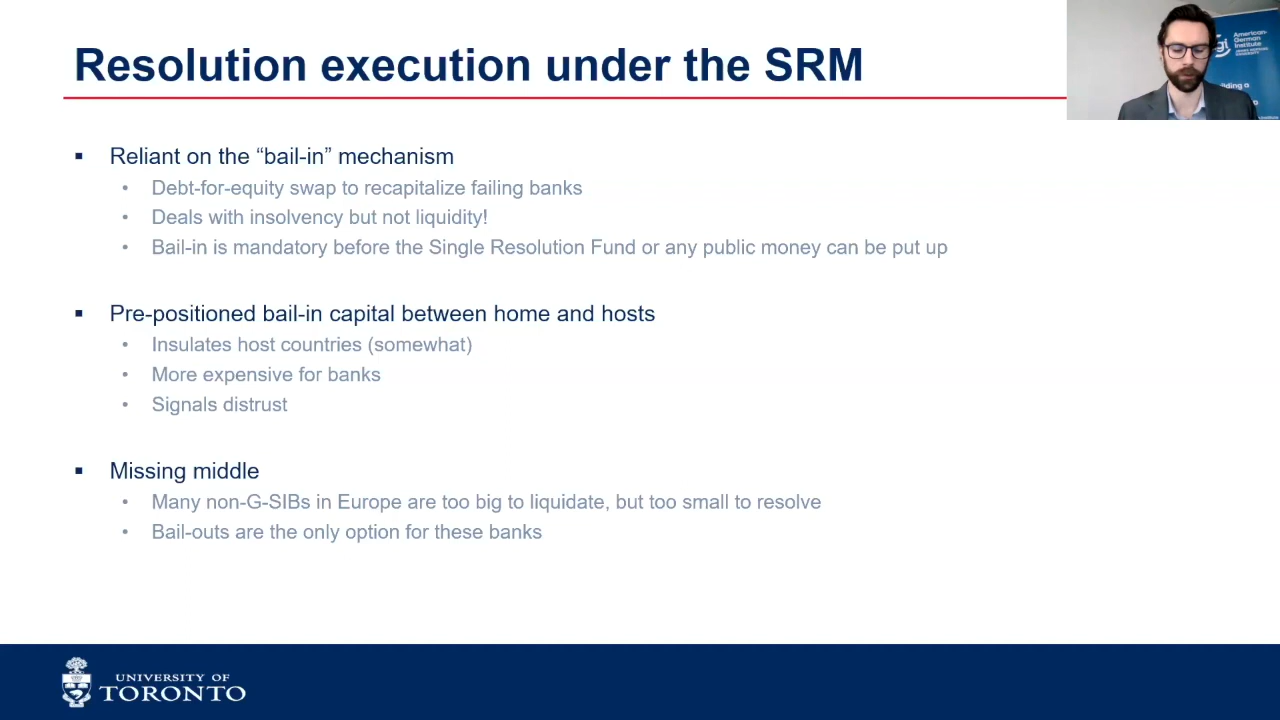 Resolution execution under the SRM
American-
German
Institute
Reliant on the “bail-in” mechanism
Debt-for-equity swap to recapitalize failing banks
Deals with insolvency but not liquidity!
Bail-in is mandatory before the Single Resolution Fund or any public money can be put up
Pre-positioned bail-in capital between home and hosts
Insulates host countries (somewhat)
More expensive for banks
Signals distrust
Missing middle
Many non-G-SIBs in Europe are too big to liquidate, but too small to resolve
Bail-outs are the only option for these banks
UNIVERSITY OF
TORONTO